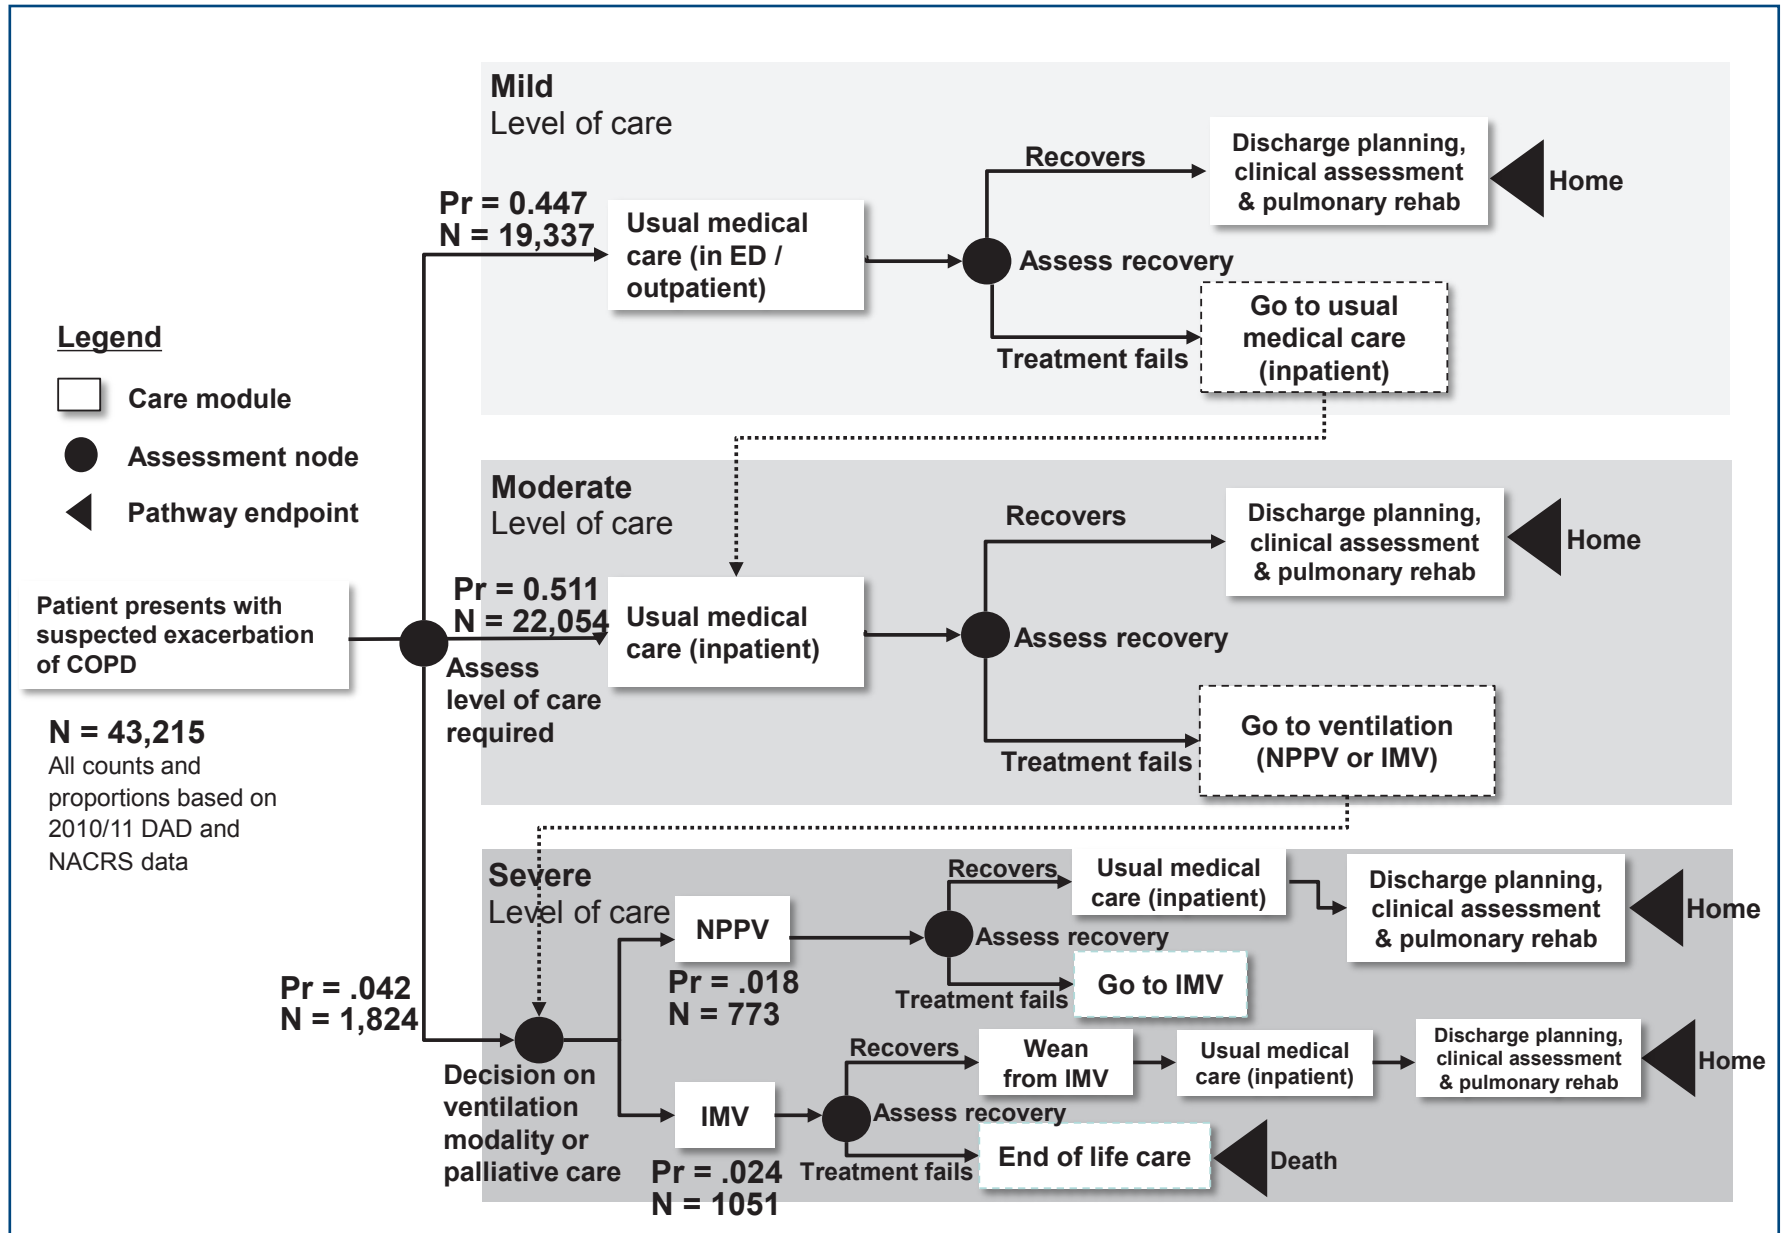 Mild
Level of care
Pr = 0.447
N = 19,337
Usual medical
care (in ED /
outpatient)
Recovers
Assess recovery
Treatment fails
Discharge planning,
clinical assessment
& pulmonary rehab
Home
Go to usual
medical care
(inpatient)
Legend
Care module
Assessment node
Pathway endpoint
Patient presents with
suspected exacerbation
of COPD
N = 43,215
All counts and
proportions based on
2010/11 DAD and
NACRS data
Assess
level of care
required
Moderate
Level of care
Pr = 0.511
N = 22,054
Usual medical
care (inpatient)
Recovers
Assess recovery
Treatment fails
Discharge planning,
clinical assessment
& pulmonary rehab
Home
Go to ventilation
(NPPV or IMV)
Severe
Level of care
Pr = .042
N = 1,824
Decision on
ventilation
modality or
palliative care
NPPV
Pr = .018
N = 773
Recovers
Assess recovery
Treatment fails
Usual medical
care (inpatient)
Discharge planning,
clinical assessment
& pulmonary rehab
Home
Go to IMV
IMV
Pr = .024
N = 1051
Recovers
Assess recovery
Treatment fails
Wean
from IMV
Usual medical
care (inpatient)
Discharge planning,
clinical assessment
& pulmonary rehab
Home
End of life care
Death